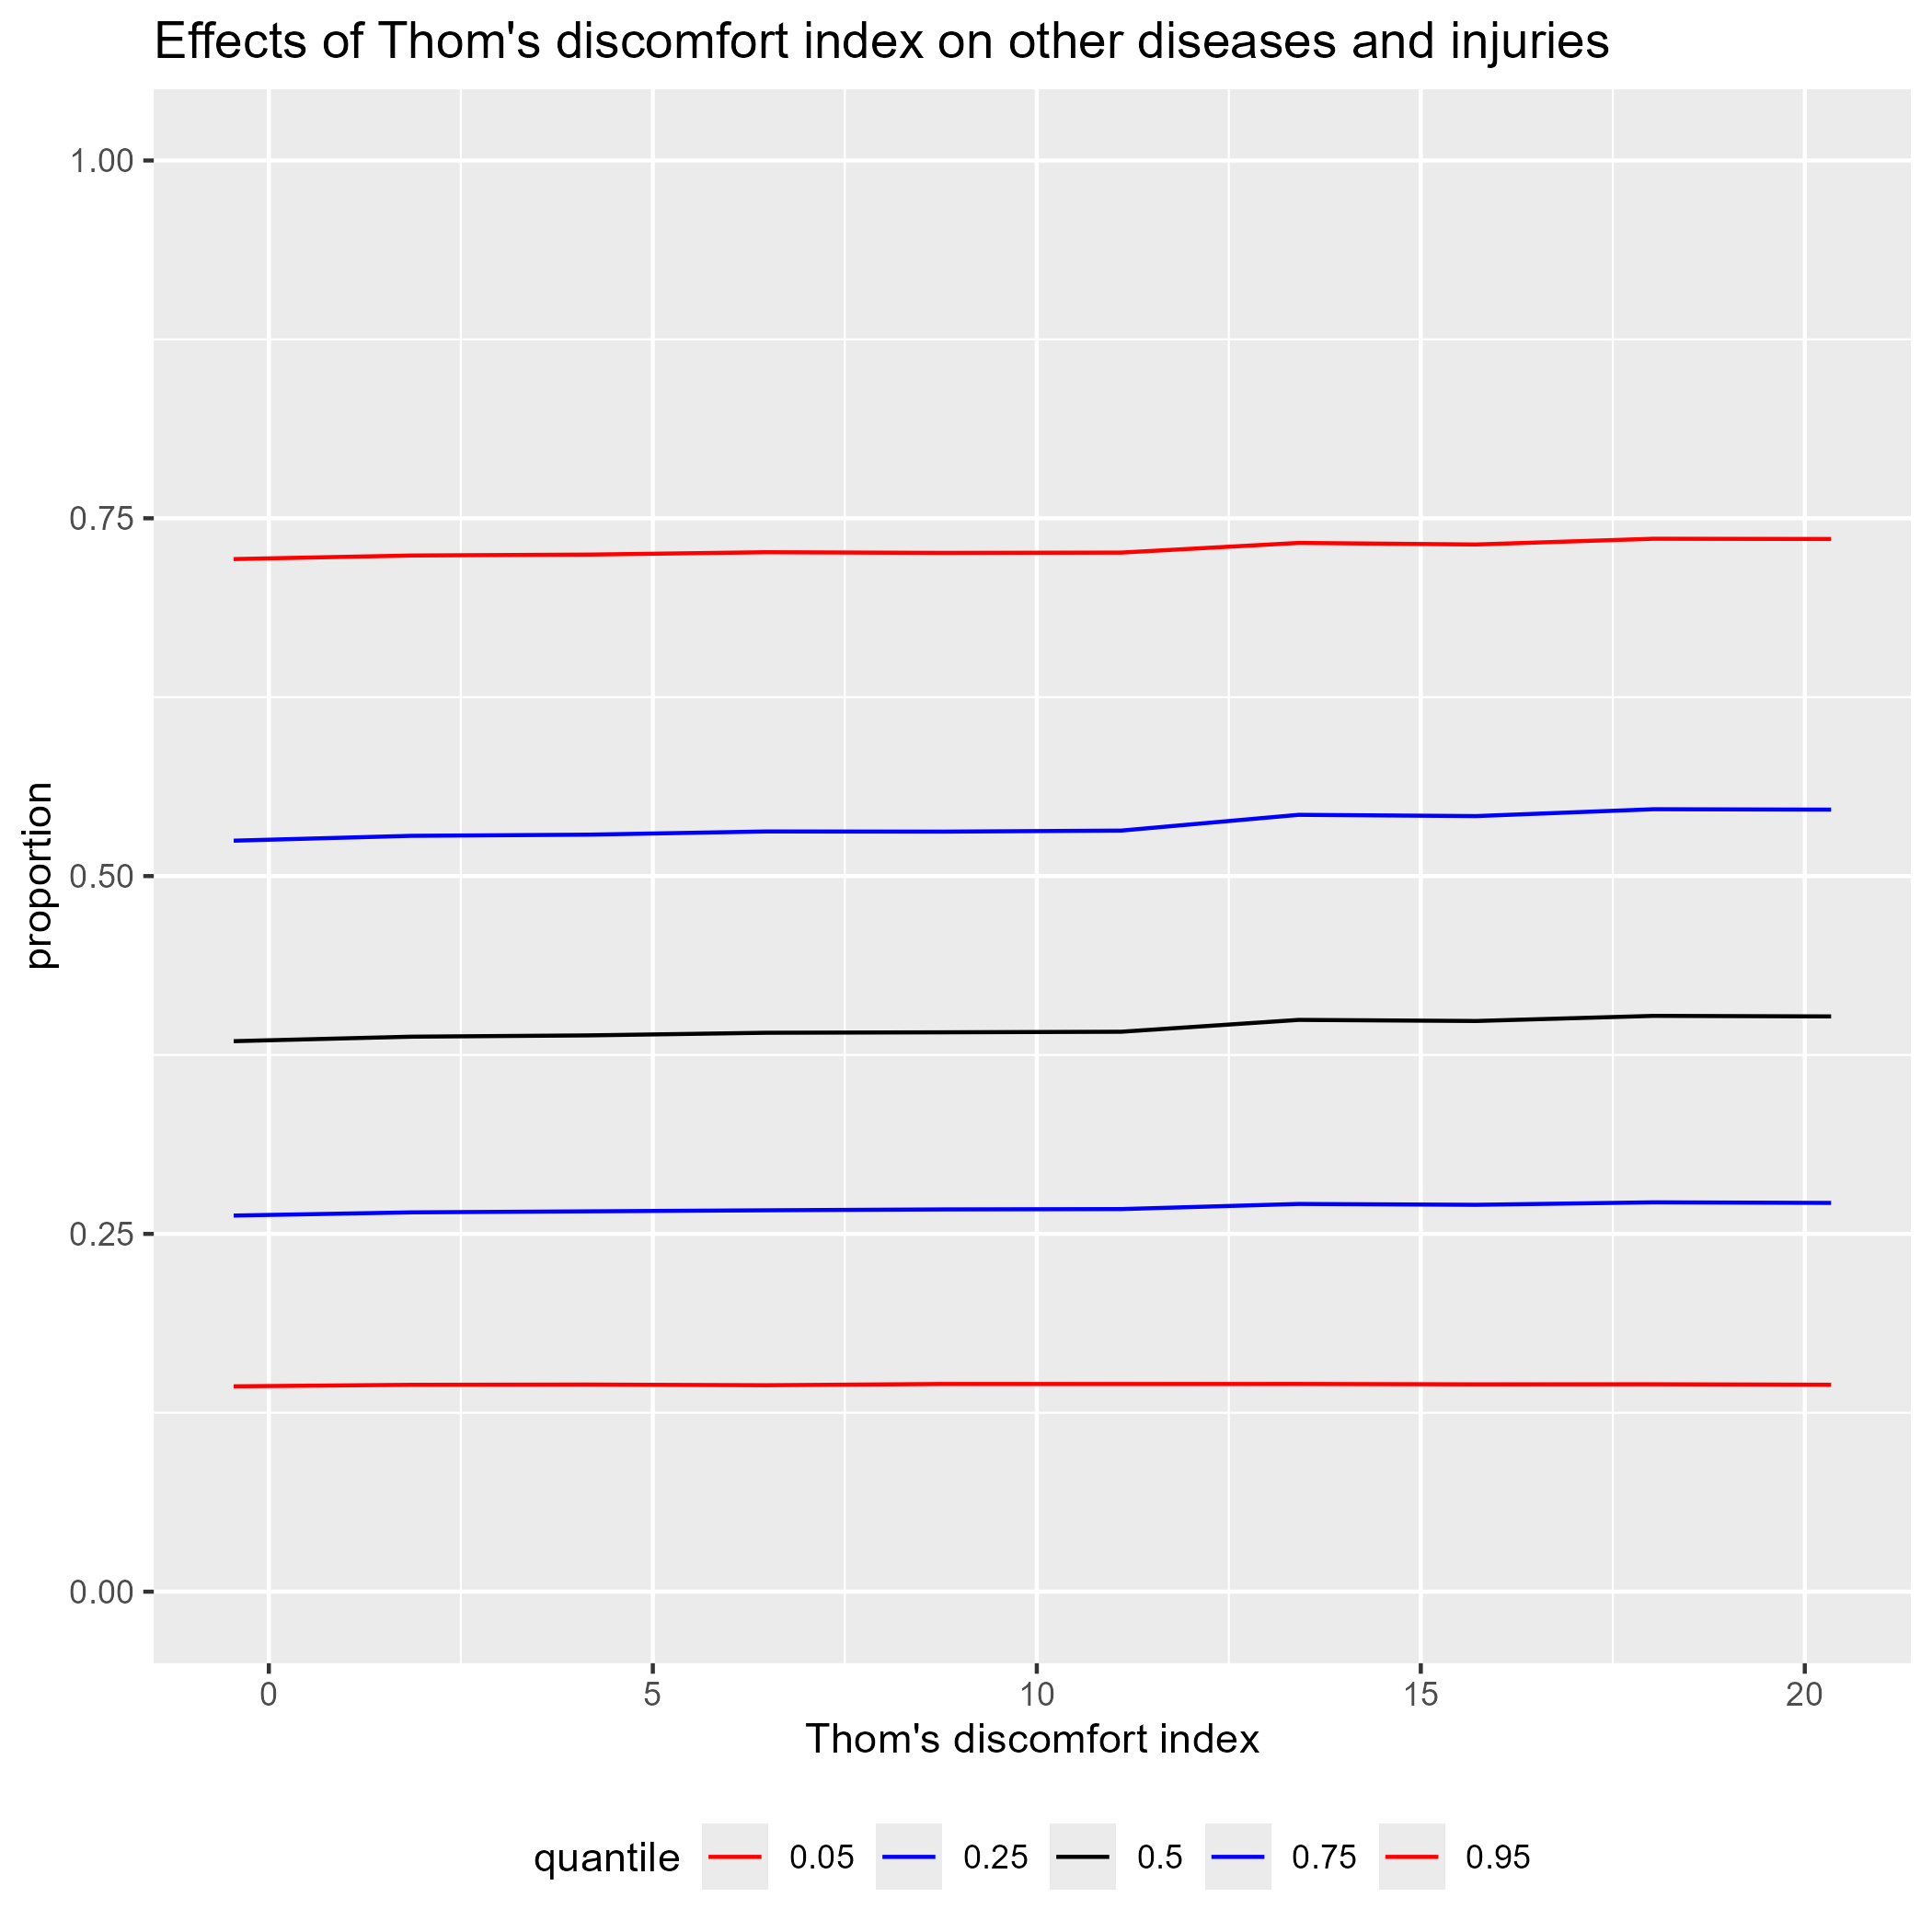 Effects of Thom's discomfort index on other diseases and injuries
1.00
0.75
0.50
0.25
0.00
proportion
0 5 10 15 20
Thom's discomfort index
quantile 0.05 0.25 0.5 0.75 0.95